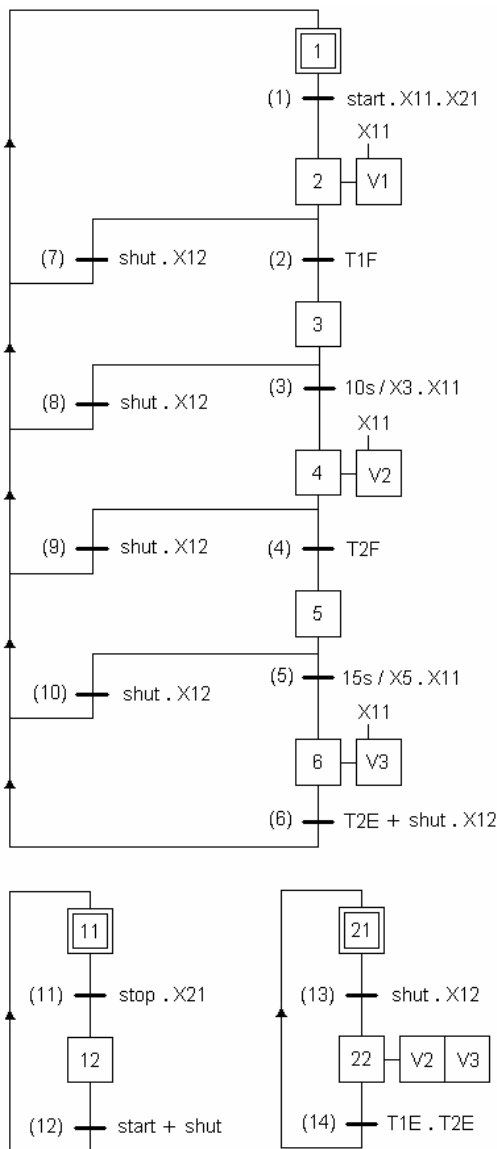 1
(1) start . X11 . X21
X11
2 V1
(7) shut . X12 (2) T1F
3
(8) shut . X12 (3) 10s / X3 . X11
X11
4 V2
(9) shut . X12 (4) T2F
5
(10) shut . X12 (5) 15s / X5 . X11
X11
6 V3
(6) T2E + shut . X12
11
(11) stop . X21
12
(12) start + shut
21
(13) shut . X12
22 V2 V3
(14) T1E . T2E